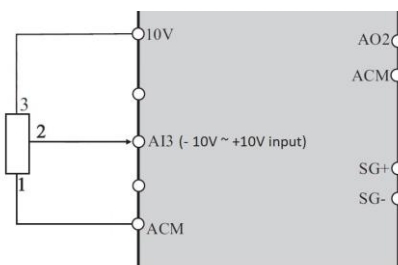 10V
AO2
ACM
3
2
AI3 (- 10V ~ +10V input)
1
SG+
SG-
ACM